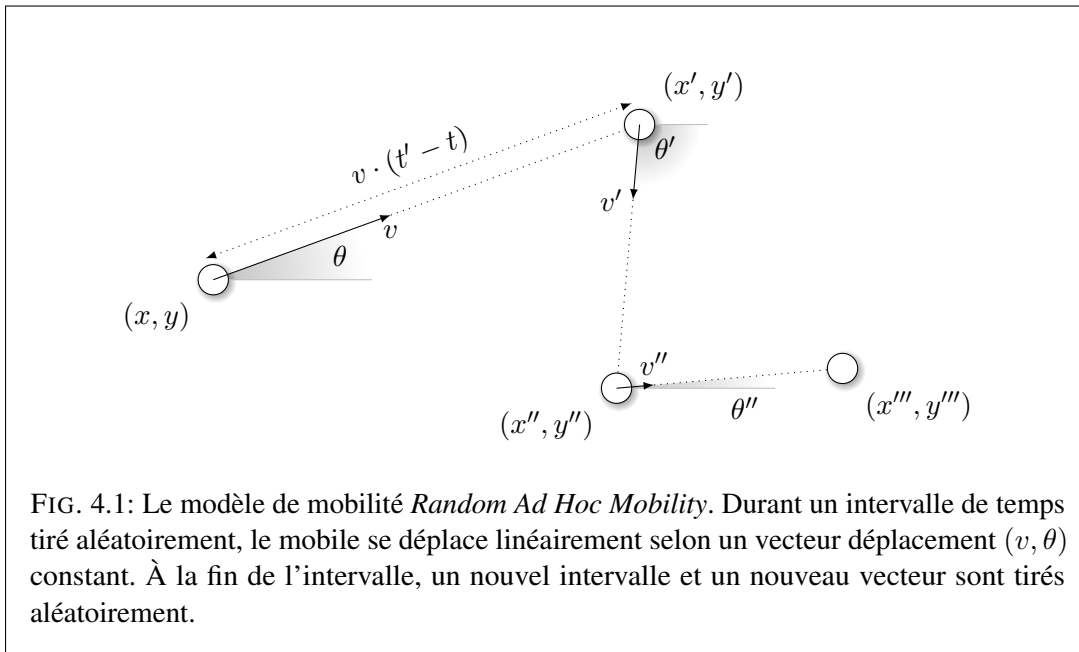 (x′, y′)
v · (t′ − t)
θ′
v′
v
θ
(x, y)
v′′
θ′′
(x′′, y′′)
(x′′′, y′′′)
FIG. 4.1: Le modèle de mobilité Random Ad Hoc Mobility. Durant un intervalle de temps
tiré aléatoirement, le mobile se déplace linéairement selon un vecteur déplacement (v, θ)
constant. À la fin de l'intervalle, un nouvel intervalle et un nouveau vecteur sont tirés
aléatoirement.